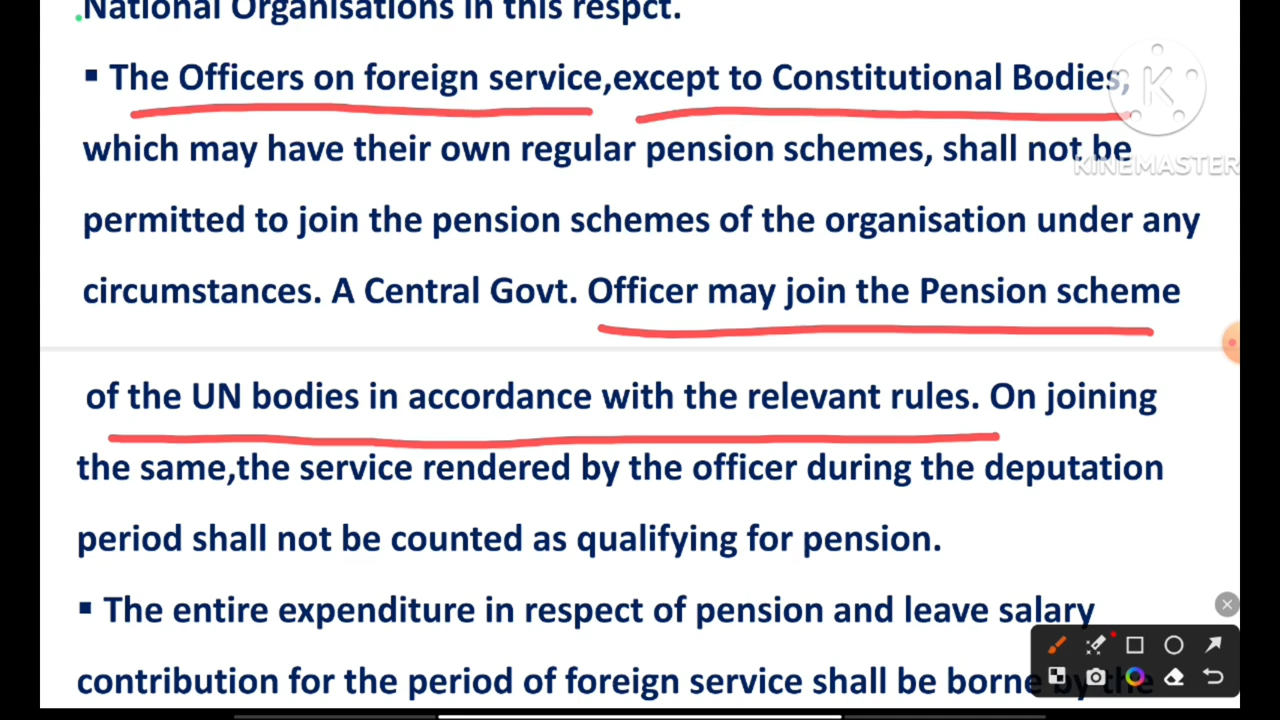 National Organisations in this respct.
▪ The Officers on foreign service,except to Constitutional Bodies,
which may have their own regular pension schemes, shall not be
KINEMASTER
permitted to join the pension schemes of the organisation under any
circumstances. A Central Govt. Officer may join the Pension scheme
of the UN bodies in accordance with the relevant rules. On joining
the same,the service rendered by the officer during the deputation
period shall not be counted as qualifying for pension.
▪ The entire expenditure in respect of pension and leave salary
contribution for the period of foreign service shall be borne by the